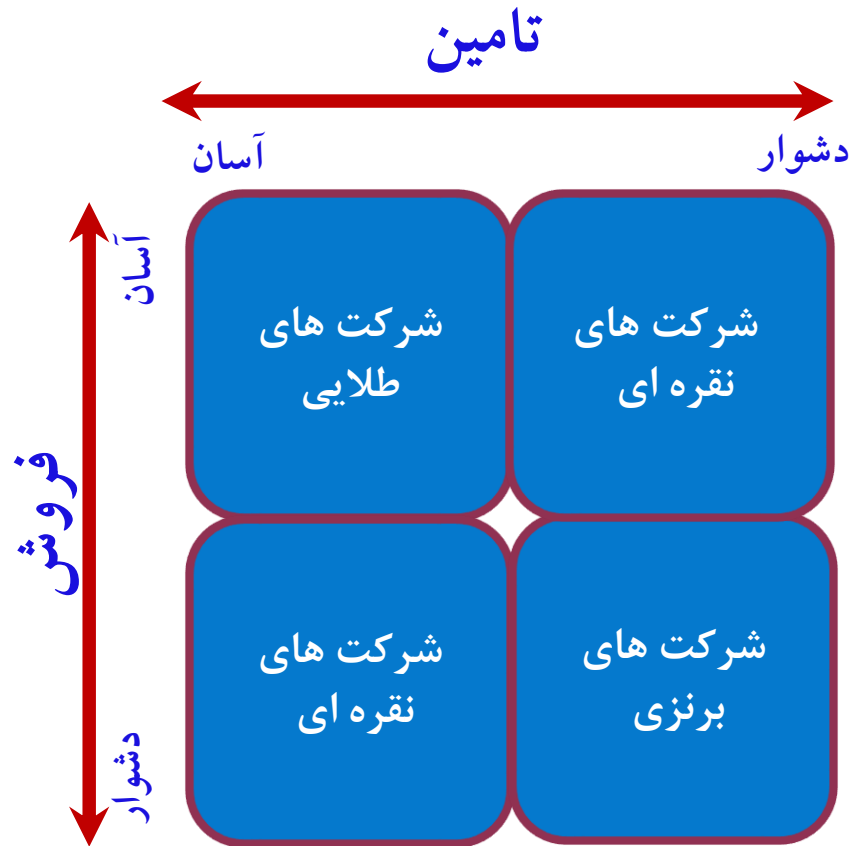 تامین
دشوار
آسان
فروش
آسان
دشوار
شرکت های
نقره ای
شرکت های
طلایی
شرکت های
برنزی
شرکت های
نقره ای